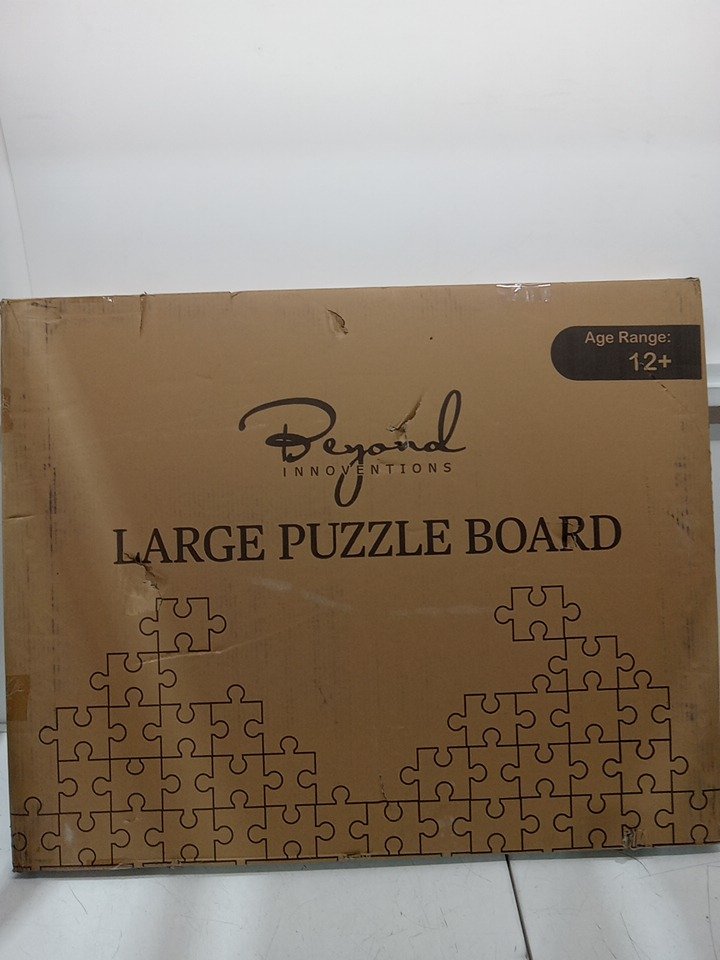 Age Range:
12+
Beyond
INNOVENTIONS
LARGE PUZZLE BOARD